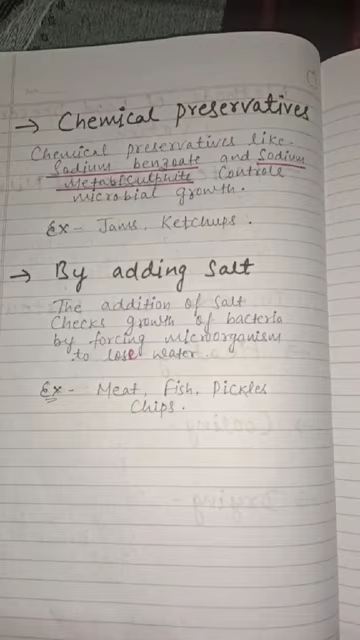 → Chemical preservatives
Chemical preservatives like
Sodium benzoate and Sodium
Metabisulphite Controls
microbial growth.
Ex - Jams, Ketchups.
→ By adding Salt
The addition of Salt
Checks growth of bacteria
by forcing microorganism
to lose water.
Ex - Meat, Fish, Pickles
Chips.